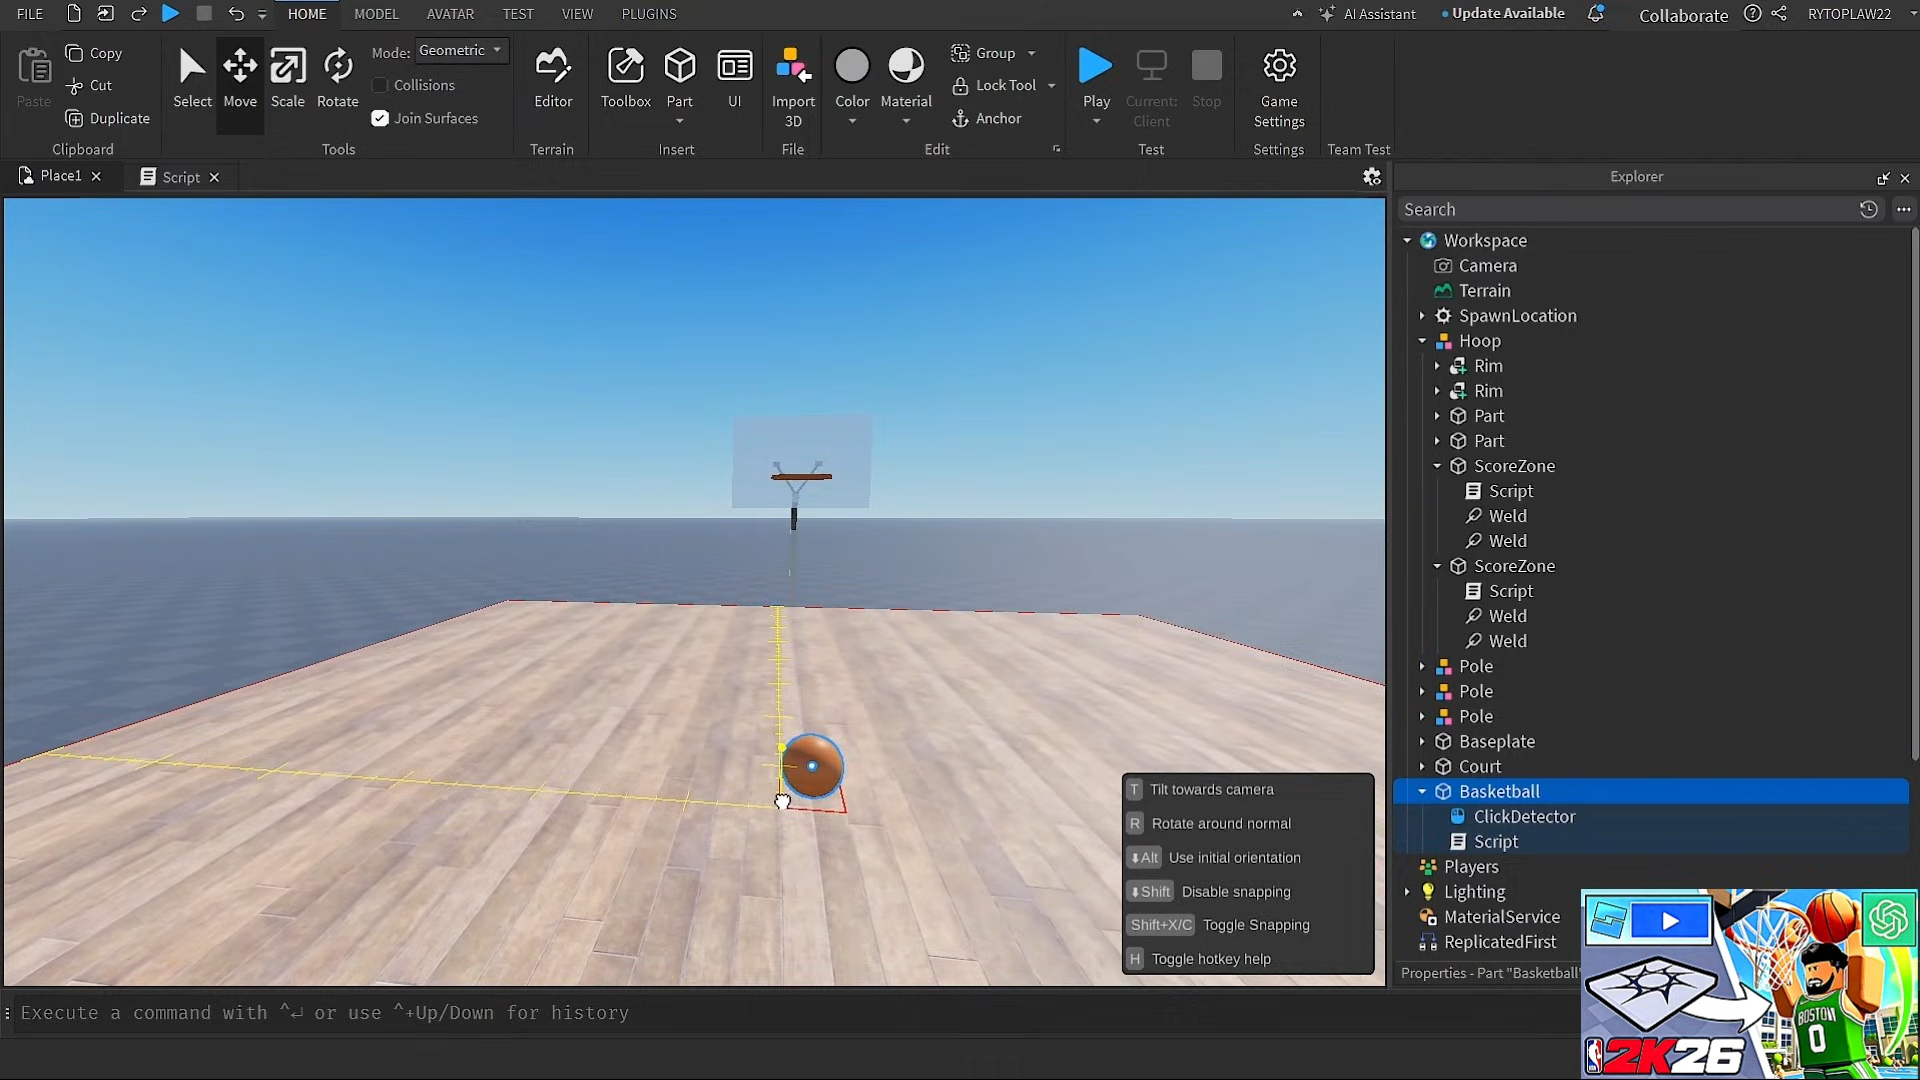 FILE HOME MODEL AVATAR TEST VIEW PLUGINS AI Assistant Update Available Collaborate RYTOPLAW22
Paste
Copy
Cut
Duplicate
Clipboard
Select Move Scale Rotate
Mode: Geometric
Collisions
Join Surfaces
Tools
Editor
Terrain
Toolbox Part UI
Insert
Import
3D
File
Color Material
Group
Lock Tool
Anchor
Edit
Play Current:
Client Stop
Test
Game
Settings
Settings
Team Test
Place1 Script
Explorer
Search
Workspace
Camera
Terrain
SpawnLocation
Hoop
Rim
Rim
Part
Part
ScoreZone
Script
Weld
Weld
ScoreZone
Script
Weld
Weld
Pole
Pole
Pole
Baseplate
Court
Basketball
ClickDetector
Script
Players
Lighting
MaterialService
ReplicatedFirst
Properties - Part "Basketball"
T Tilt towards camera
R Rotate around normal
Alt Use initial orientation
Shift Disable snapping
Shift+X/C Toggle Snapping
H Toggle hotkey help
Execute a command with ^↵ or use ^+Up/Down for history
BOSTON
0
NBA 2K26